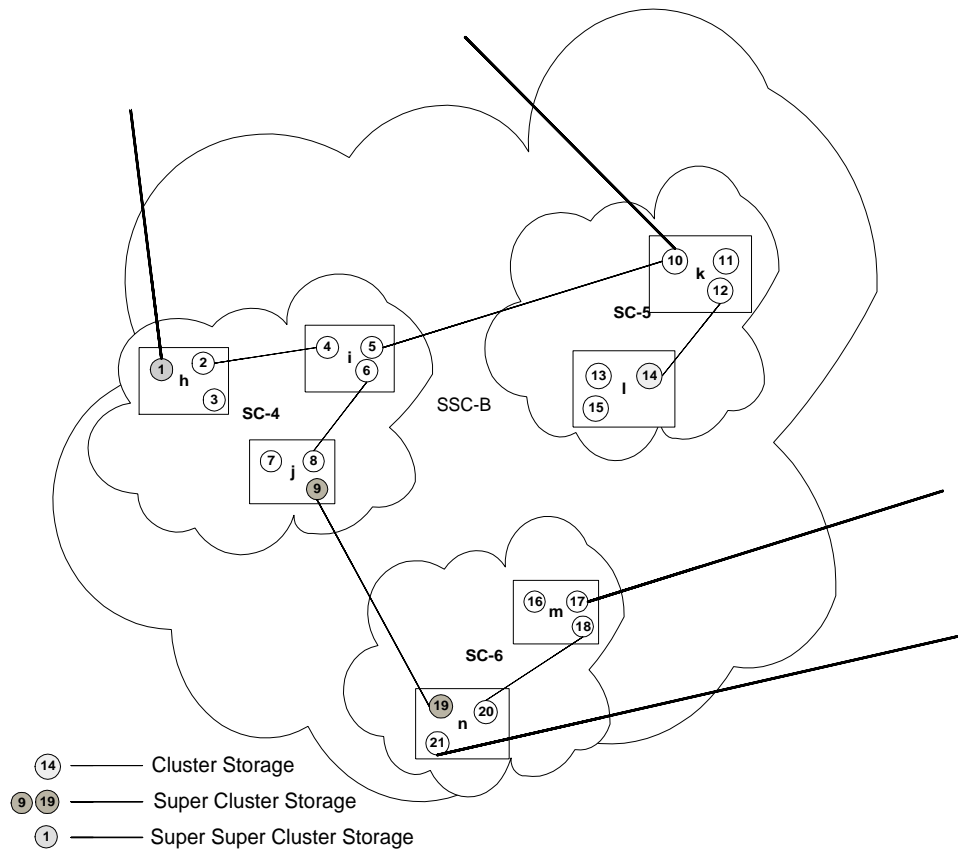 10
11
k
12
SC-5
13
14
l
15
1
2
h
3
4
5
i
6
SC-4
SSC-B
7
8
j
9
16
17
m
18
SC-6
19
20
n
21
14 Cluster Storage
9 19 Super Cluster Storage
1 Super Super Cluster Storage